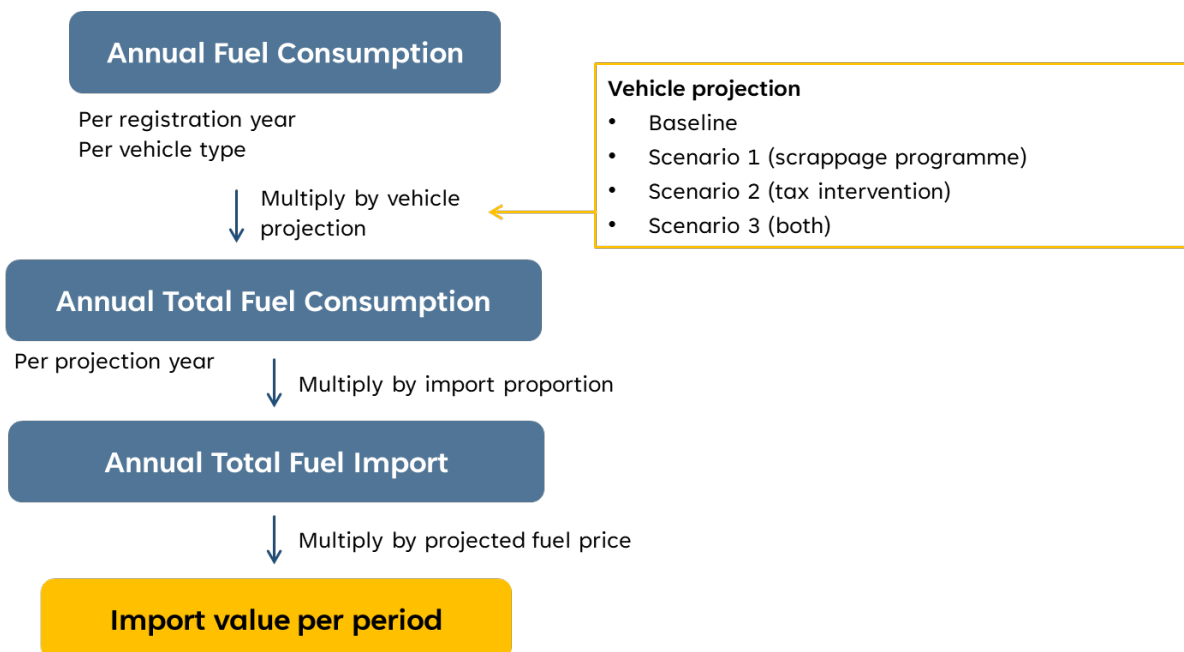 Annual Fuel Consumption
Per registration year
Per vehicle type
Multiply by vehicle
projection
Vehicle projection
• Baseline
• Scenario 1 (scrappage programme)
• Scenario 2 (tax intervention)
• Scenario 3 (both)
Annual Total Fuel Consumption
Per projection year
Multiply by import proportion
Annual Total Fuel Import
Multiply by projected fuel price
Import value per period